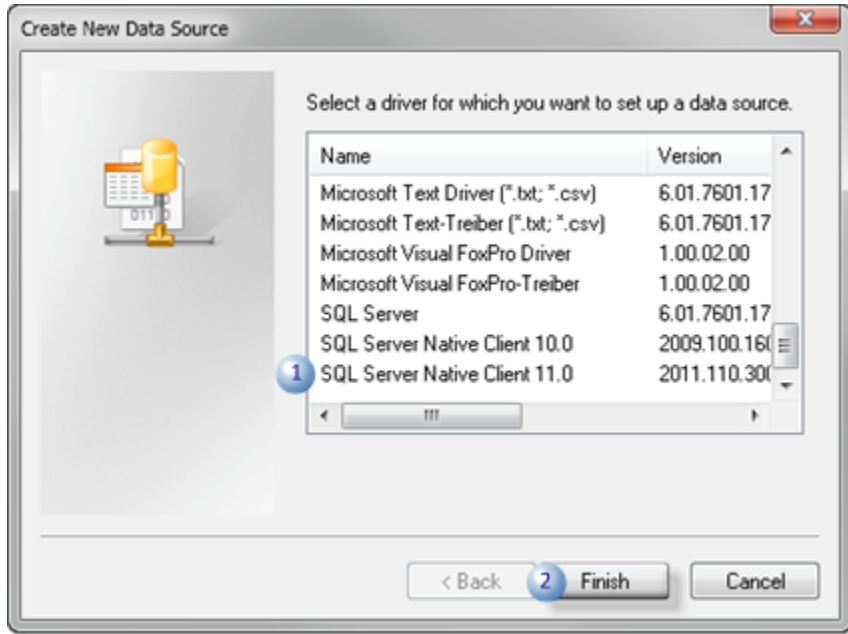 Create New Data Source
Select a driver for which you want to set up a data source.
Name Version
Microsoft Text Driver (*.txt; *.csv) 6.01.7601.17
Microsoft Text-Treiber (*.txt; *.csv) 6.01.7601.17
Microsoft Visual FoxPro Driver 1.00.02.00
Microsoft Visual FoxPro-Treiber 1.00.02.00
SQL Server 6.01.7601.17
SQL Server Native Client 10.0 2009.100.160
1 SQL Server Native Client 11.0 2011.110.300
< Back 2 Finish Cancel